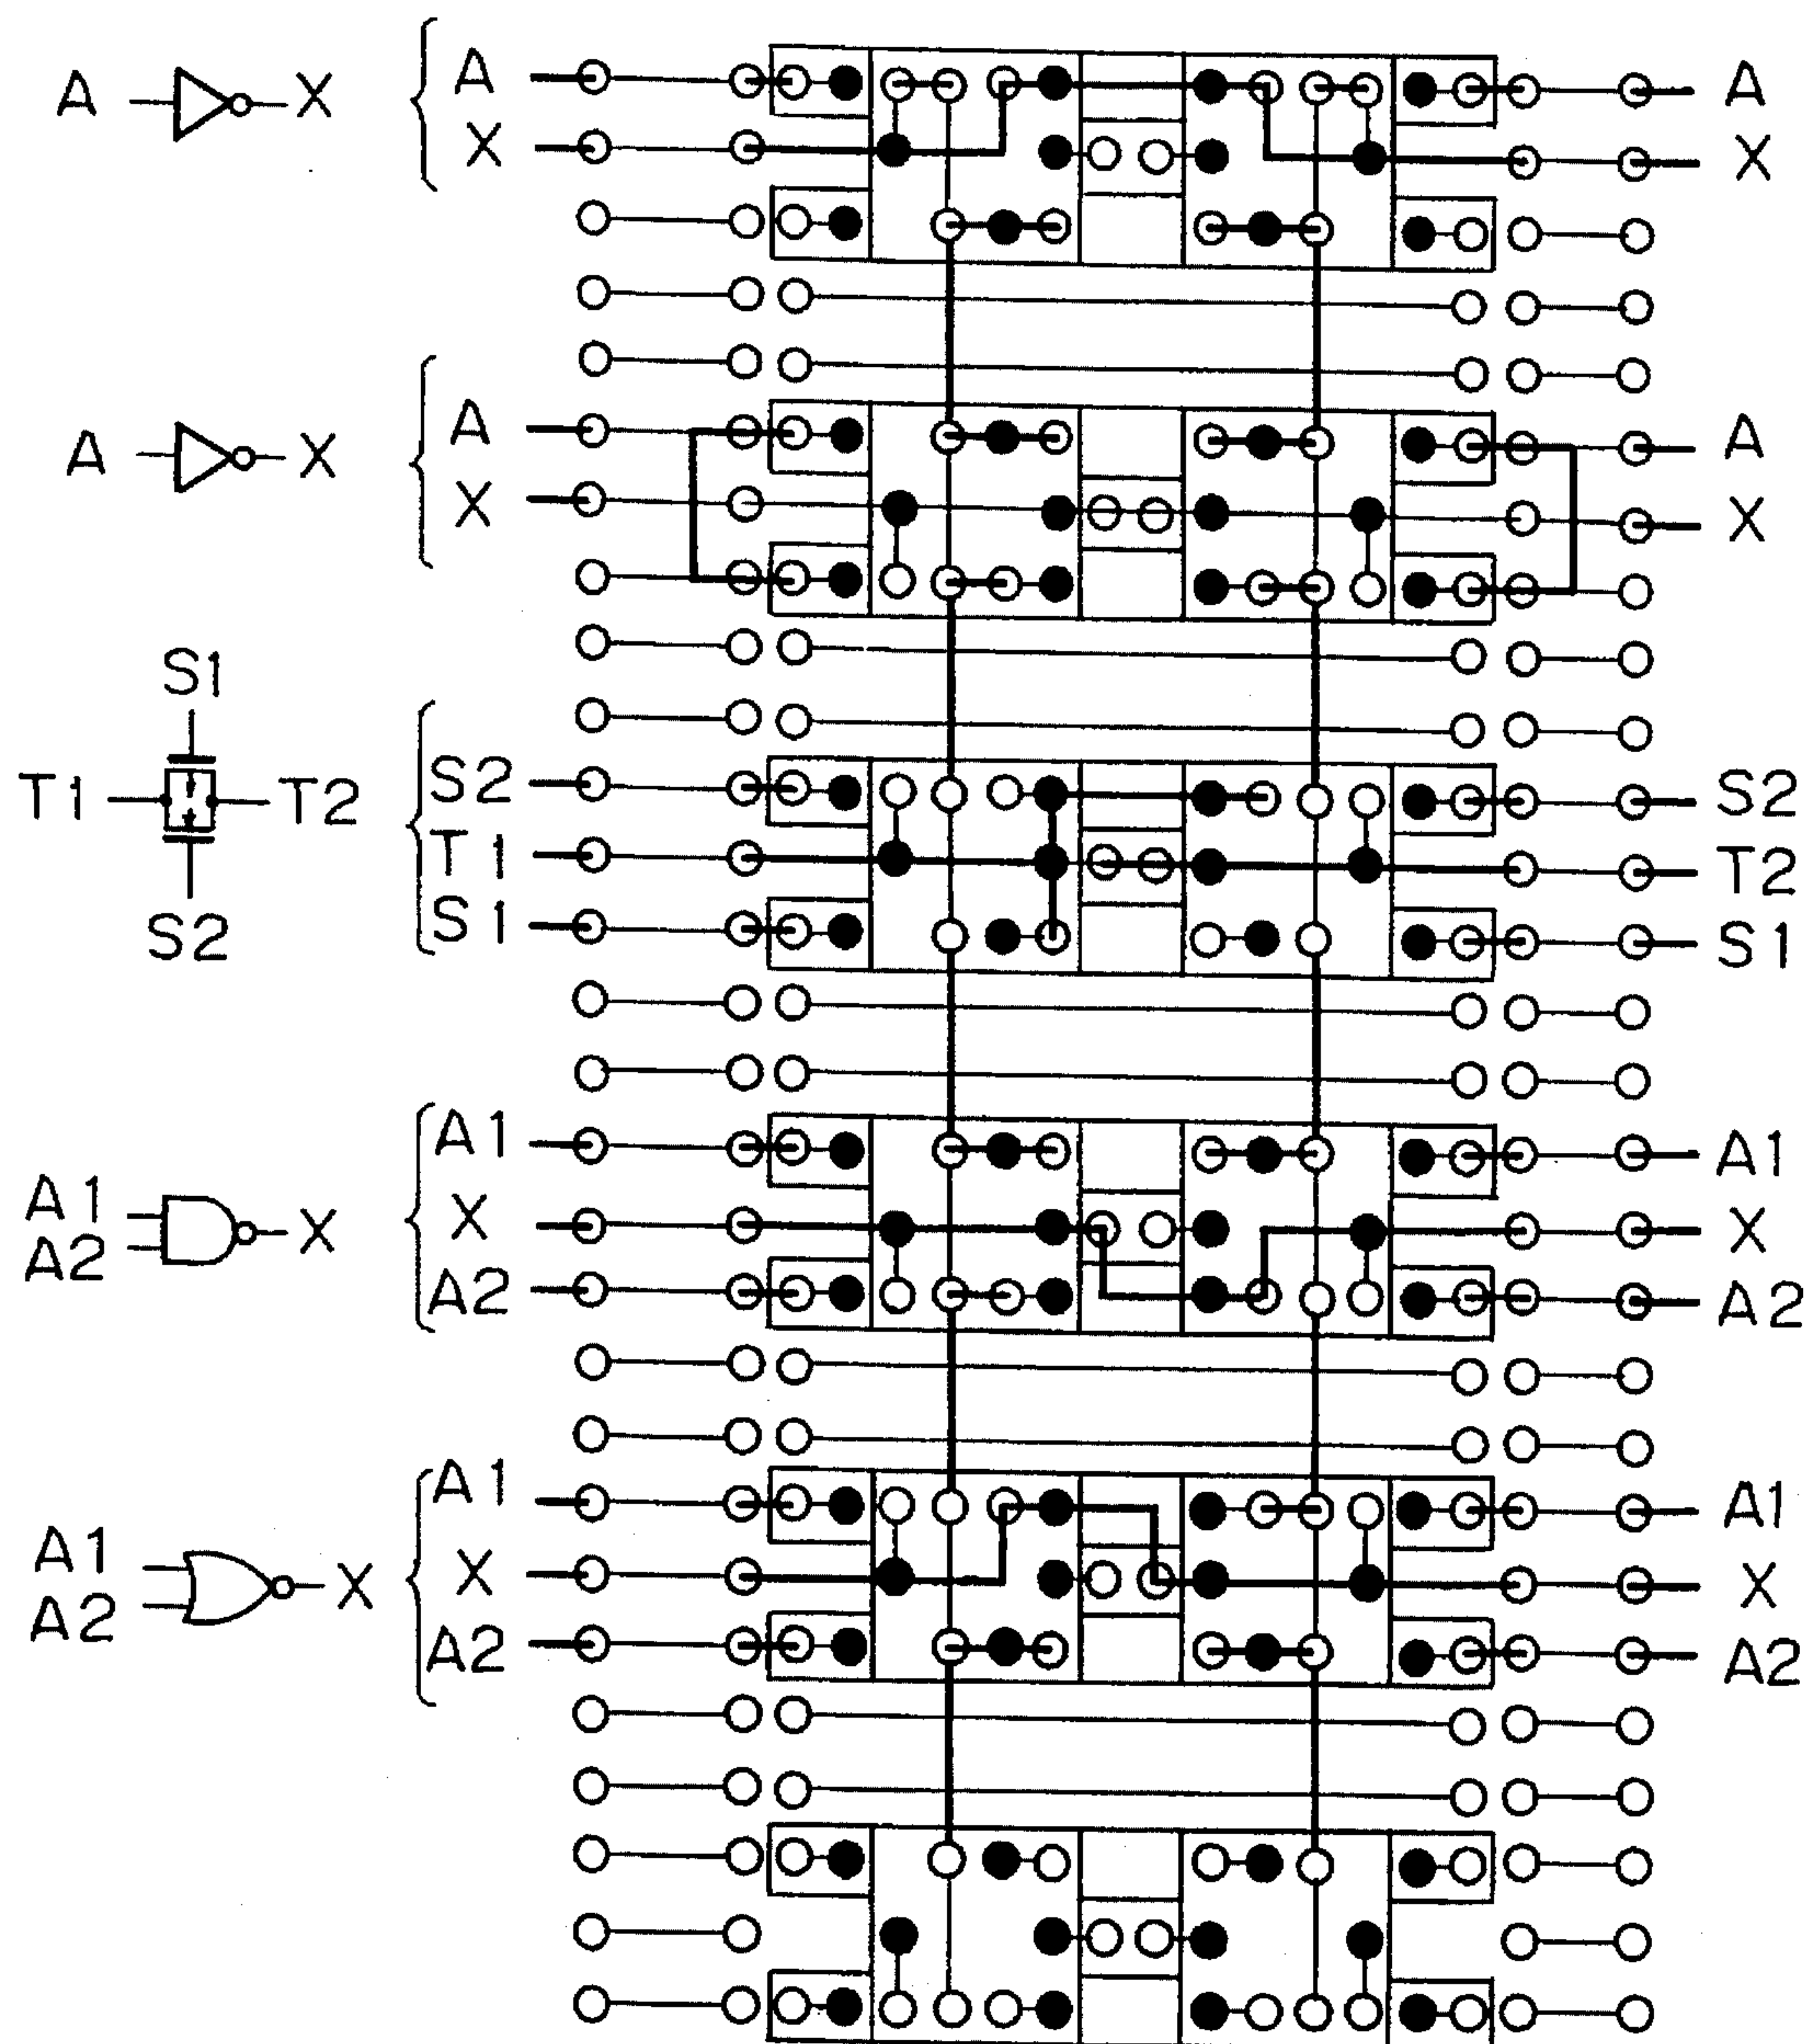 A X A A
X X
A X A A
X X
S1
S2 S2
T1 T2 T1 T2
S1 S1
S2
A1 A1
A1 X X
A2 X
A2 A2
A1 A1
A1 X X
A2 X
A2 A2